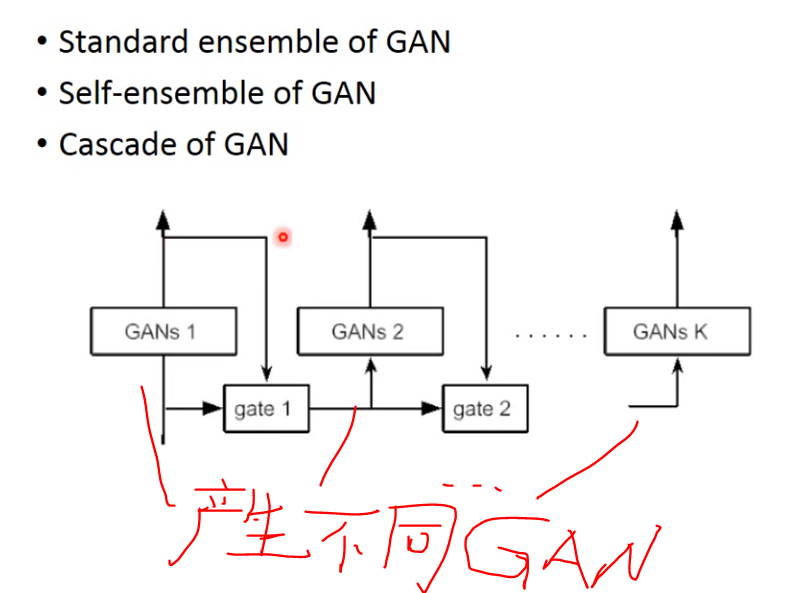 • Standard ensemble of GAN
• Self-ensemble of GAN
• Cascade of GAN
GANs 1
GANs 2
......
GANs K
gate 1
gate 2
...
产生不同GAN